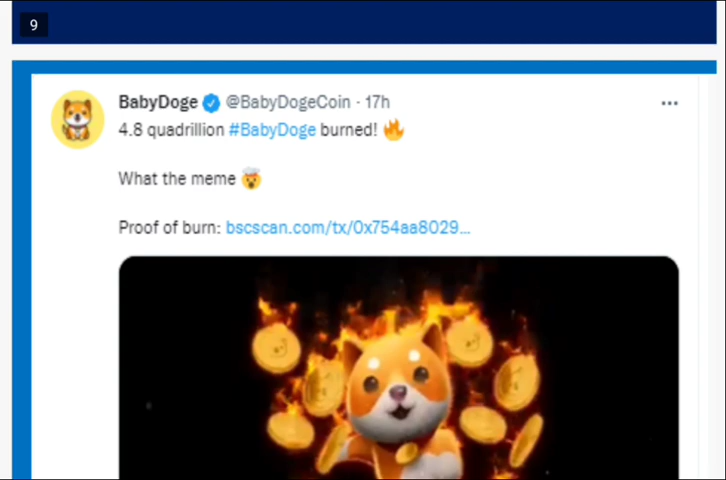 9
BabyDoge @BabyDogeCoin · 17h
4.8 quadrillion #BabyDoge burned! 🔥
What the meme 🤯
Proof of burn: bscscan.com/tx/0x754aa8029...